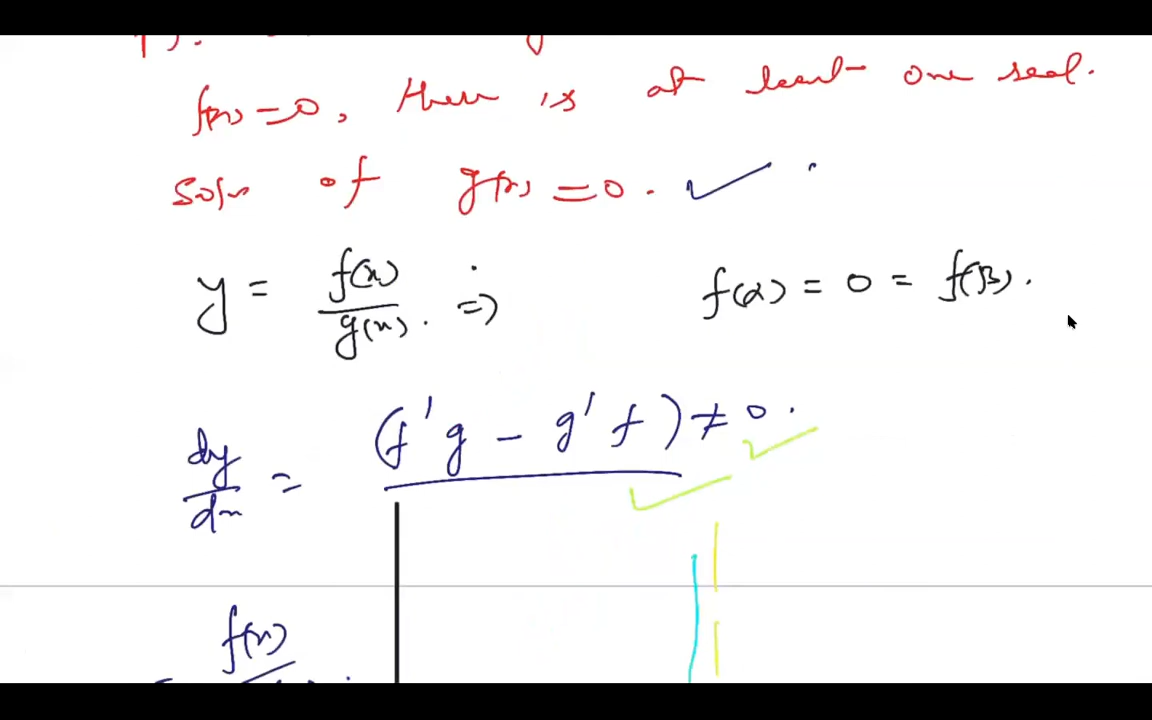 f(x) = 0, there is at least one real.
soln of g(x) = 0.
y = f(x)/g(x). => f(α) = 0 = f(β).
dy/dx = (f'g - g'f) ≠ 0.
f(x)